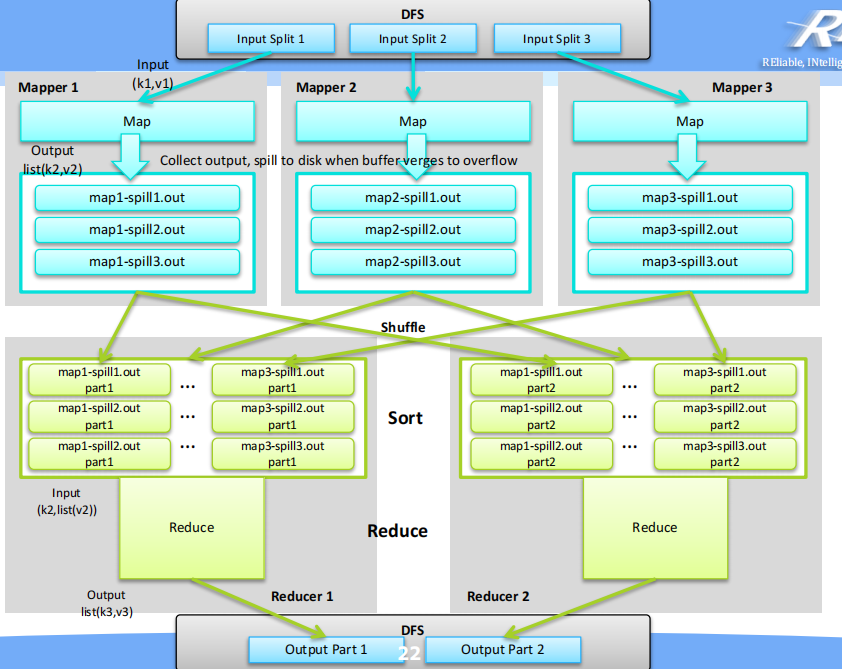 DFS
Input Split 1
Input Split 2
Input Split 3
REliable, INtellig
Input
(k1,v1)
Mapper 1
Mapper 2
Mapper 3
Map
Map
Map
Output
list(k2,v2)
Collect output, spill to disk when buffer verges to overflow
map1-spill1.out
map1-spill2.out
map1-spill3.out
map2-spill1.out
map2-spill2.out
map2-spill3.out
map3-spill1.out
map3-spill2.out
map3-spill3.out
Shuffle
map1-spill1.out
part1
...
map3-spill1.out
part1
map1-spill2.out
part1
...
map3-spill2.out
part1
map1-spill2.out
part1
...
map3-spill3.out
part1
Sort
map1-spill1.out
part2
...
map3-spill1.out
part2
map1-spill2.out
part2
...
map3-spill2.out
part2
map1-spill2.out
part2
...
map3-spill3.out
part2
Input
(k2,list(v2))
Reduce
Reduce
Reduce
Output
list(k3,v3)
Reducer 1
Reducer 2
DFS
Output Part 1
22
Output Part 2